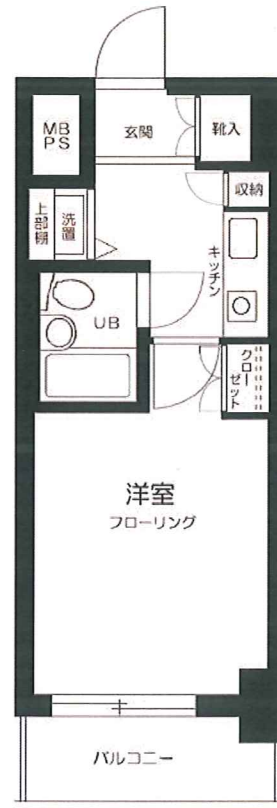 MB
PS
玄関
靴入
収納
上部棚
洗置
キッチン
UB
クロー
ゼット
洋室
フローリング
バルコニー